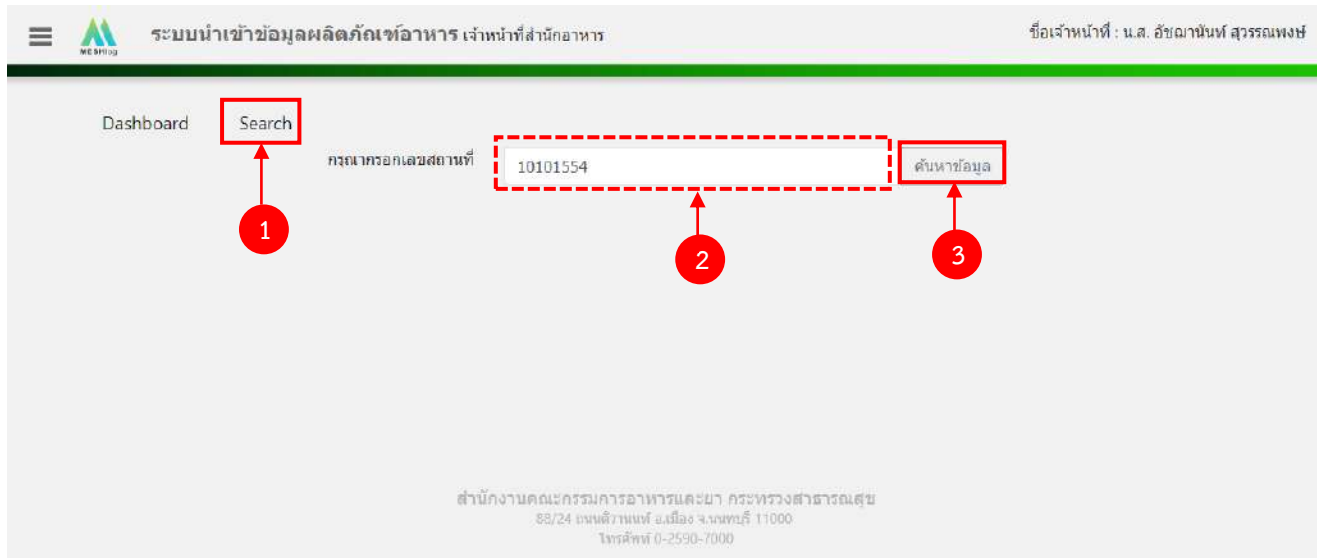 ระบบนำเข้าข้อมูลผลิตภัณฑ์อาหาร เจ้าหน้าที่สำนักอาหาร
ชื่อเจ้าหน้าที่ : น.ส. อัชฌานันท์ สุวรรณพงษ์
Dashboard Search
กรุณากรอกเลขสถานที่ 10101554 ค้นหาข้อมูล
1
2
3
สำนักงานคณะกรรมการอาหารและยา กระทรวงสาธารณสุข
88/24 ถนนติวานนท์ อ.เมือง จ.นนทบุรี 11000
โทรศัพท์ 0-2590-7000